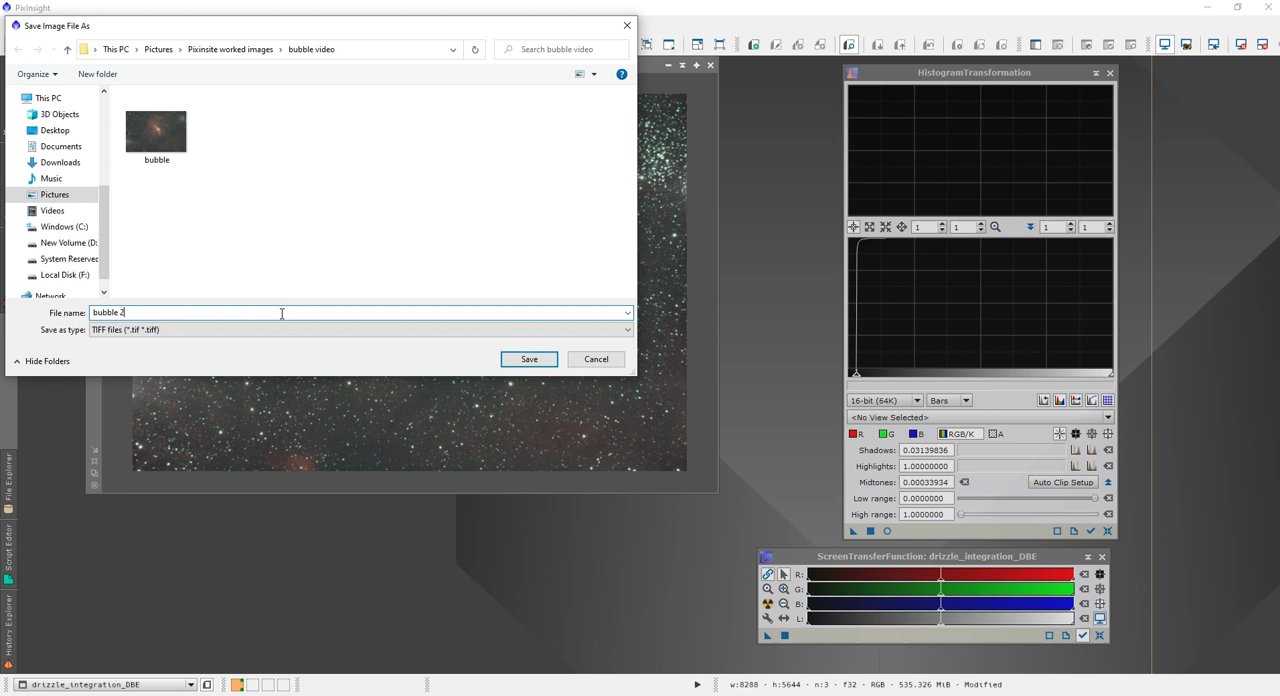 PixInsight
Save Image File As
This PC › Pictures › Pixinsite worked images › bubble video
Search bubble video
Organize
New folder
This PC
3D Objects
Desktop
Documents
Downloads
Music
Pictures
Videos
Windows (C:)
New Volume (D:
System Reserved
Local Disk (F:)
Network
bubble
File name: bubble 2
Save as type: TIFF files (*.tif *.tiff)
Hide Folders
Save
Cancel
File Explorer
Script Editor
History Explorer
HistogramTransformation
1
1
1
1
16-bit (64K)
Bars
<No View Selected>
R
G
B
RGB/K
A
Shadows: 0.03139836
Highlights: 1.00000000
Midtones: 0.00033934
Auto Clip Setup
Low range: 0.0000000
High range: 1.0000000
ScreenTransferFunction: drizzle_integration_DBE
R:
G:
B:
L:
drizzle_integration_DBE
w:8288 · h:5644 · n:3 · f32 · RGB · 535.326 MiB · Modified